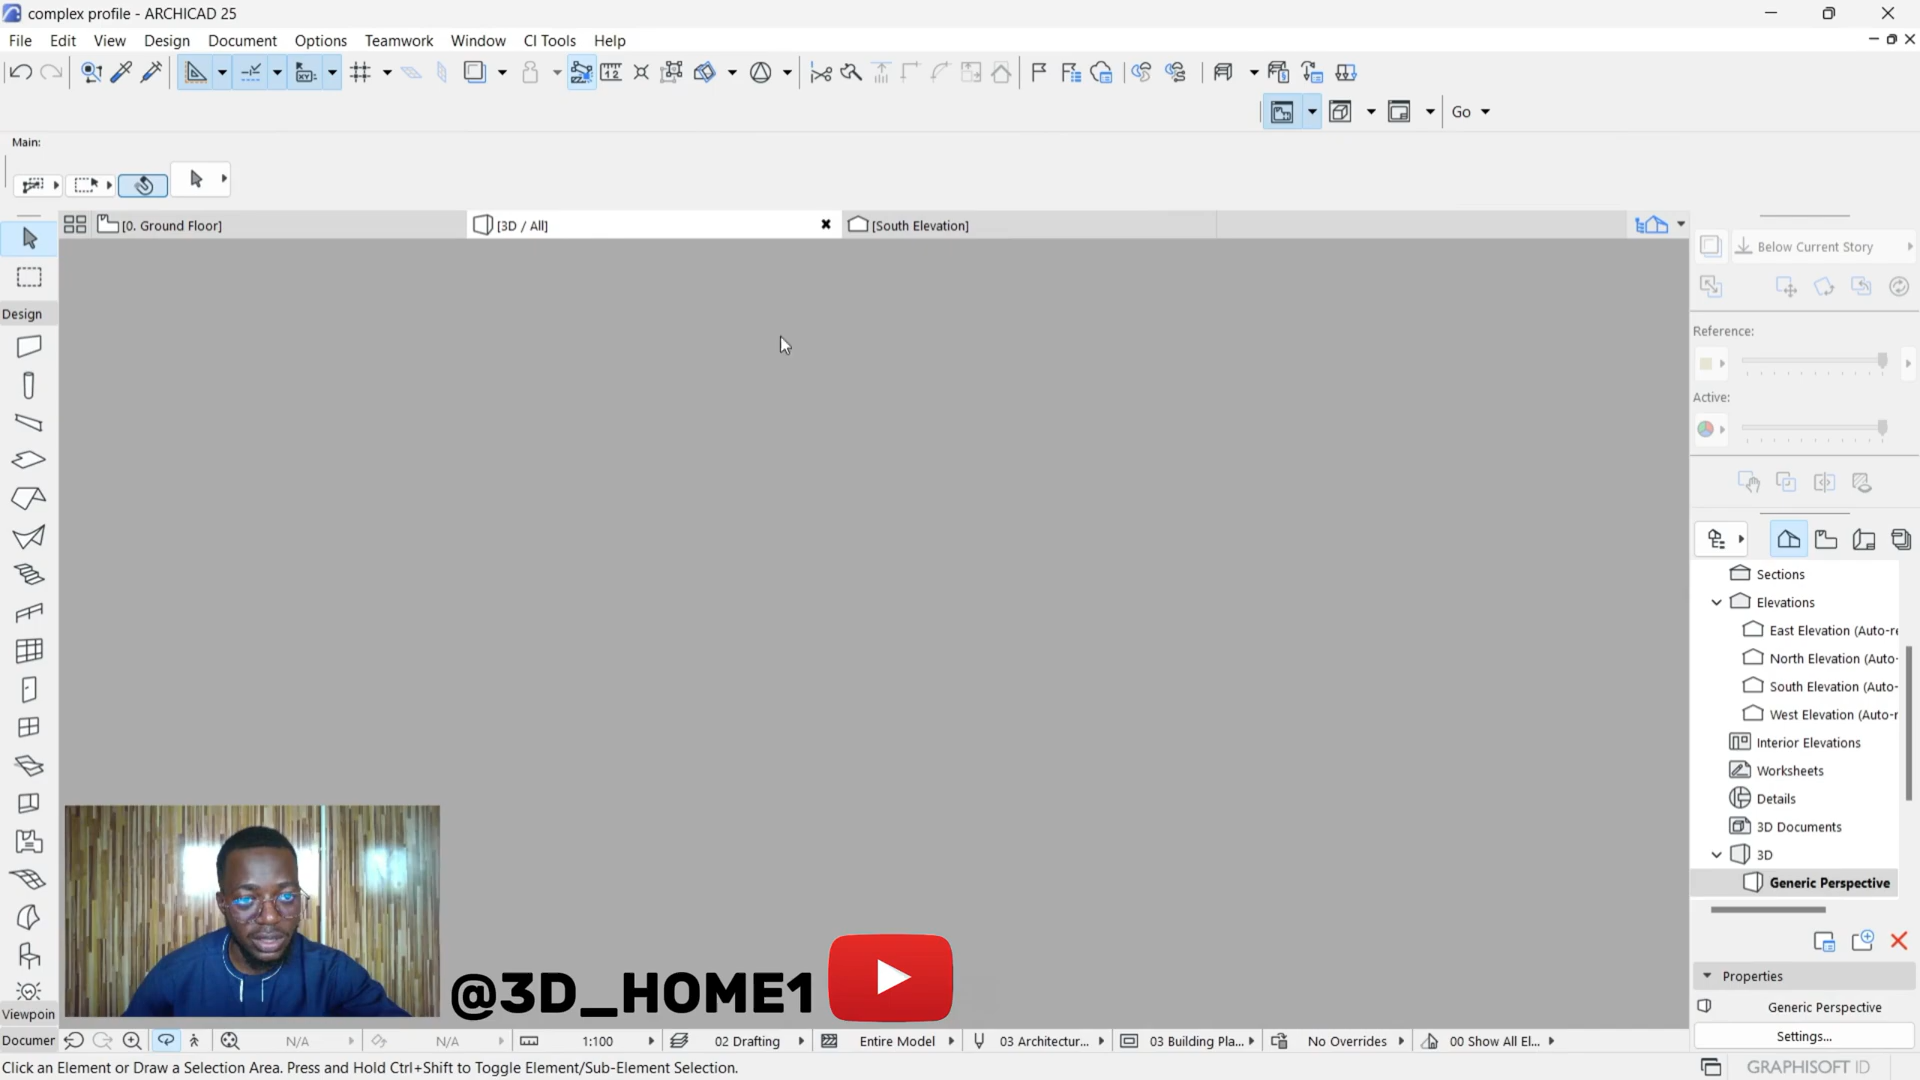 complex profile - ARCHICAD 25
File Edit View Design Document Options Teamwork Window CI Tools Help
Go
Main:
[0. Ground Floor]
[3D / All]
[South Elevation]
Below Current Story
Design
Reference:
Active:
Sections
Elevations
East Elevation (Auto-re
North Elevation (Auto-
South Elevation (Auto-
West Elevation (Auto-r
Interior Elevations
Worksheets
Details
3D Documents
3D
Generic Perspective
Properties
Generic Perspective
Settings...
@3D_HOME1
Viewpoin
Documer
N/A
N/A
1:100
02 Drafting
Entire Model
03 Architectur...
03 Building Pla...
No Overrides
00 Show All El...
Click an Element or Draw a Selection Area. Press and Hold Ctrl+Shift to Toggle Element/Sub-Element Selection.
GRAPHISOFT ID